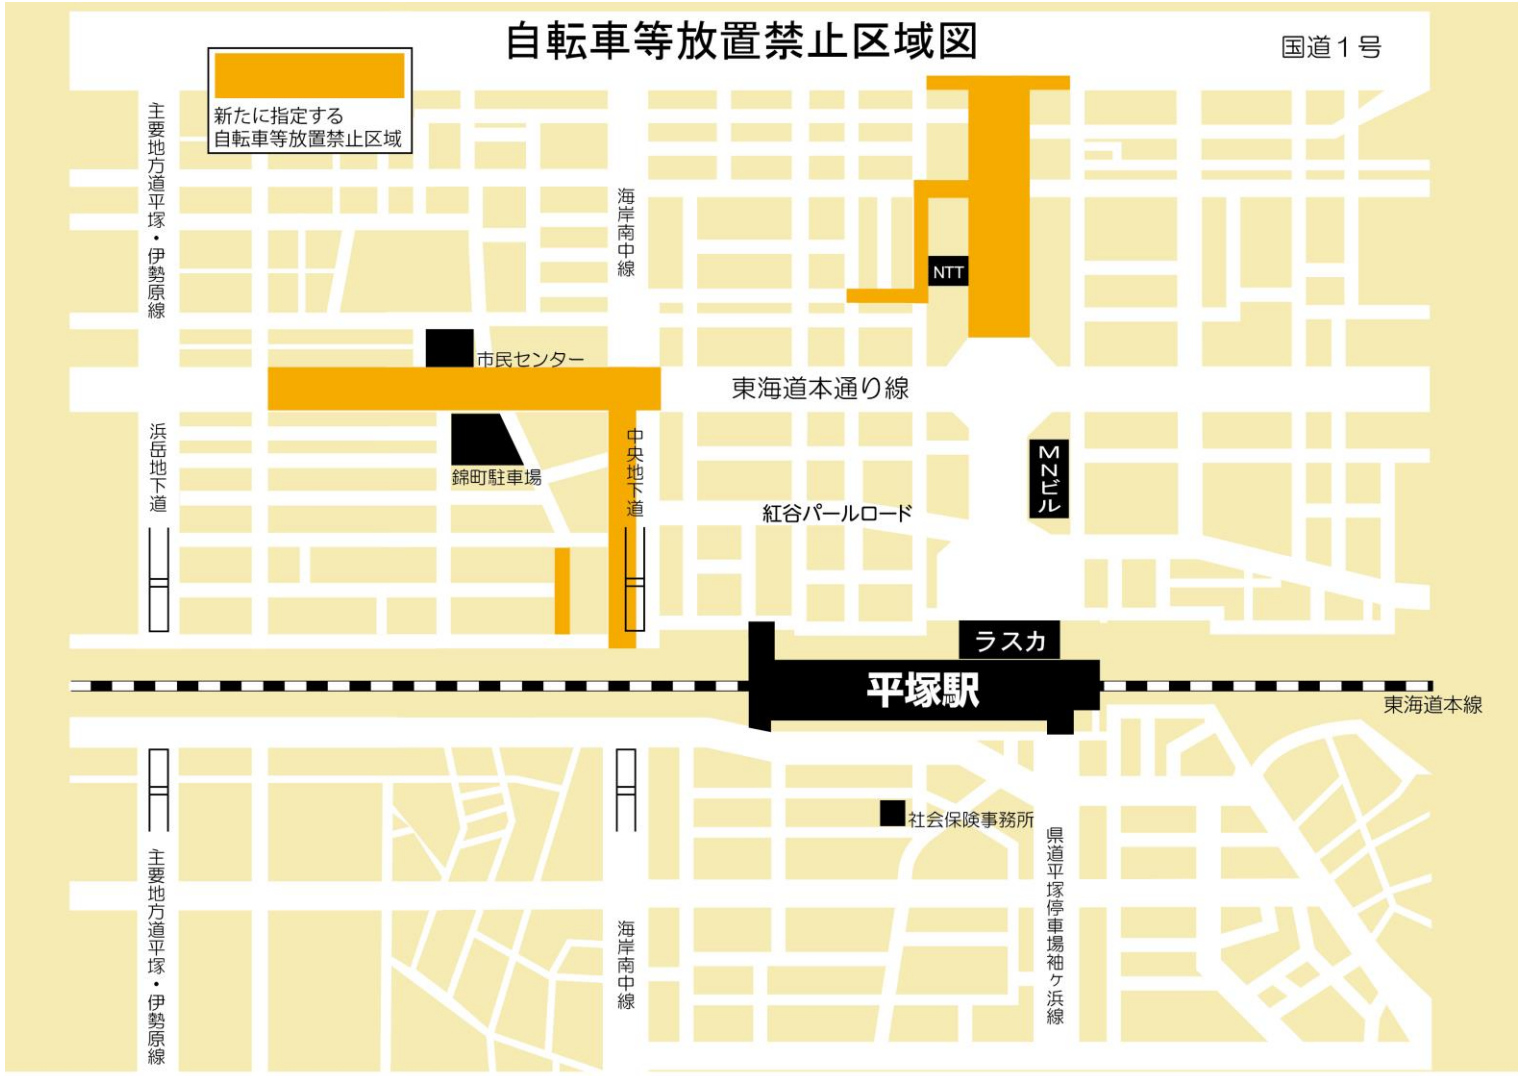 自転車等放置禁止区域図
国道1号
新たに指定する
自転車等放置禁止区域
主要地方道平塚・伊勢原線
海岸南中線
NTT
市民センター
東海道本通り線
浜岳地下道
錦町駐車場
中央地下道
MNビル
紅谷パールロード
ラスカ
平塚駅
東海道本線
社会保険事務所
県道平塚停車場袖ヶ浜線
主要地方道平塚・伊勢原線
海岸南中線